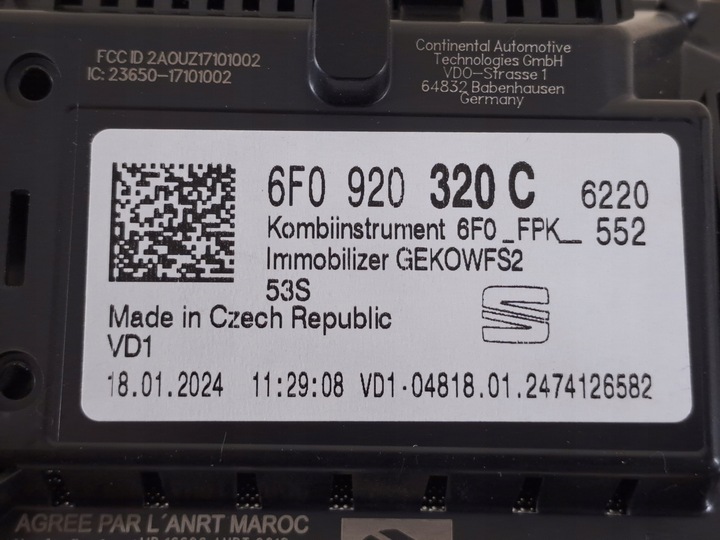 FCC ID 2AOUZ17101002
IC: 23650-17101002
Continental Automotive
Technologies GmbH
VDO-Strasse 1
64832 Babenhausen
Germany
6F0 920 320 C 6220
Kombiinstrument 6F0_FPK_ 552
Immobilizer GEKOWFS2
53S
Made in Czech Republic
VD1
18.01.2024 11:29:08 VD1-04818.01.2474126582
AGREE PAR L'ANRT MAROC